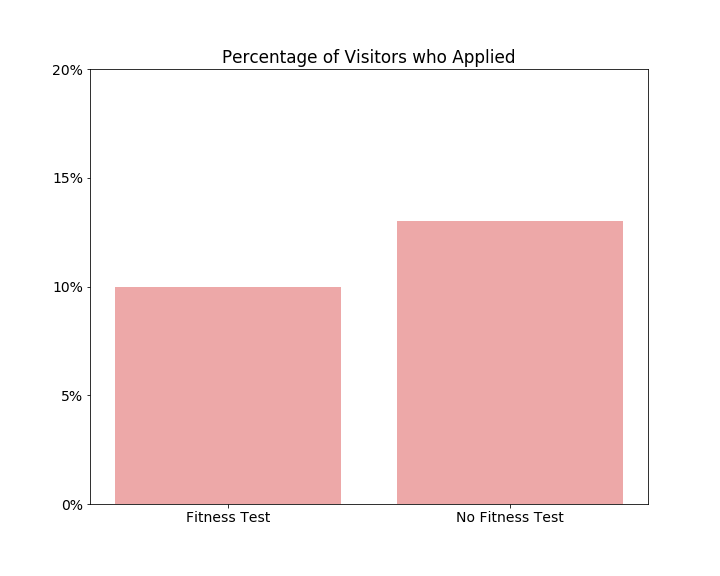 Percentage of Visitors who Applied
20%
15%
10%
5%
0%
Fitness Test
No Fitness Test